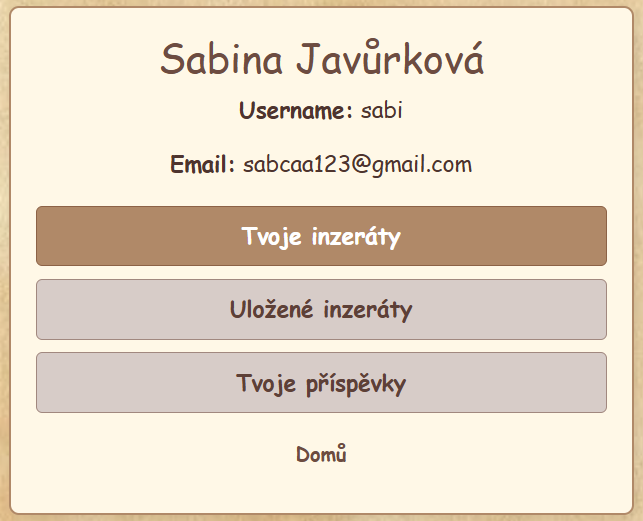 Sabina Javůrková
Username: sabi
Email: sabcaa123@gmail.com
Tvoje inzeráty
Uložené inzeráty
Tvoje příspěvky
Domů